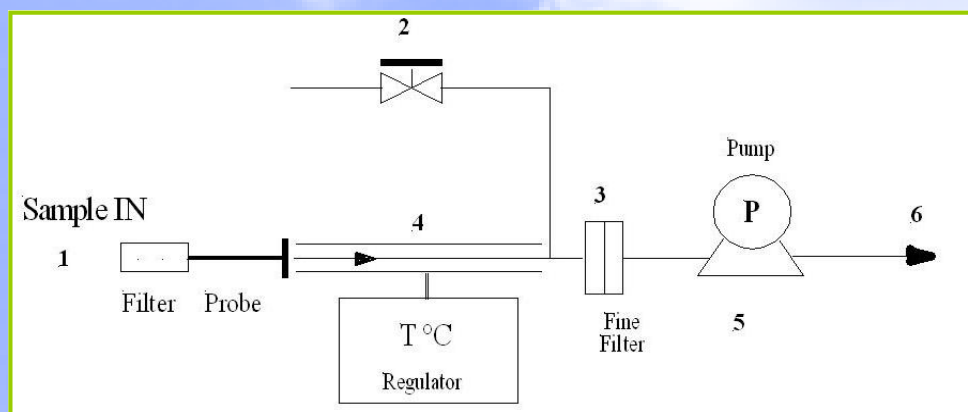 2
Pump
Sample IN
4
3
P
6
1
Filter
Probe
T °C
Regulator
Fine
Filter
5